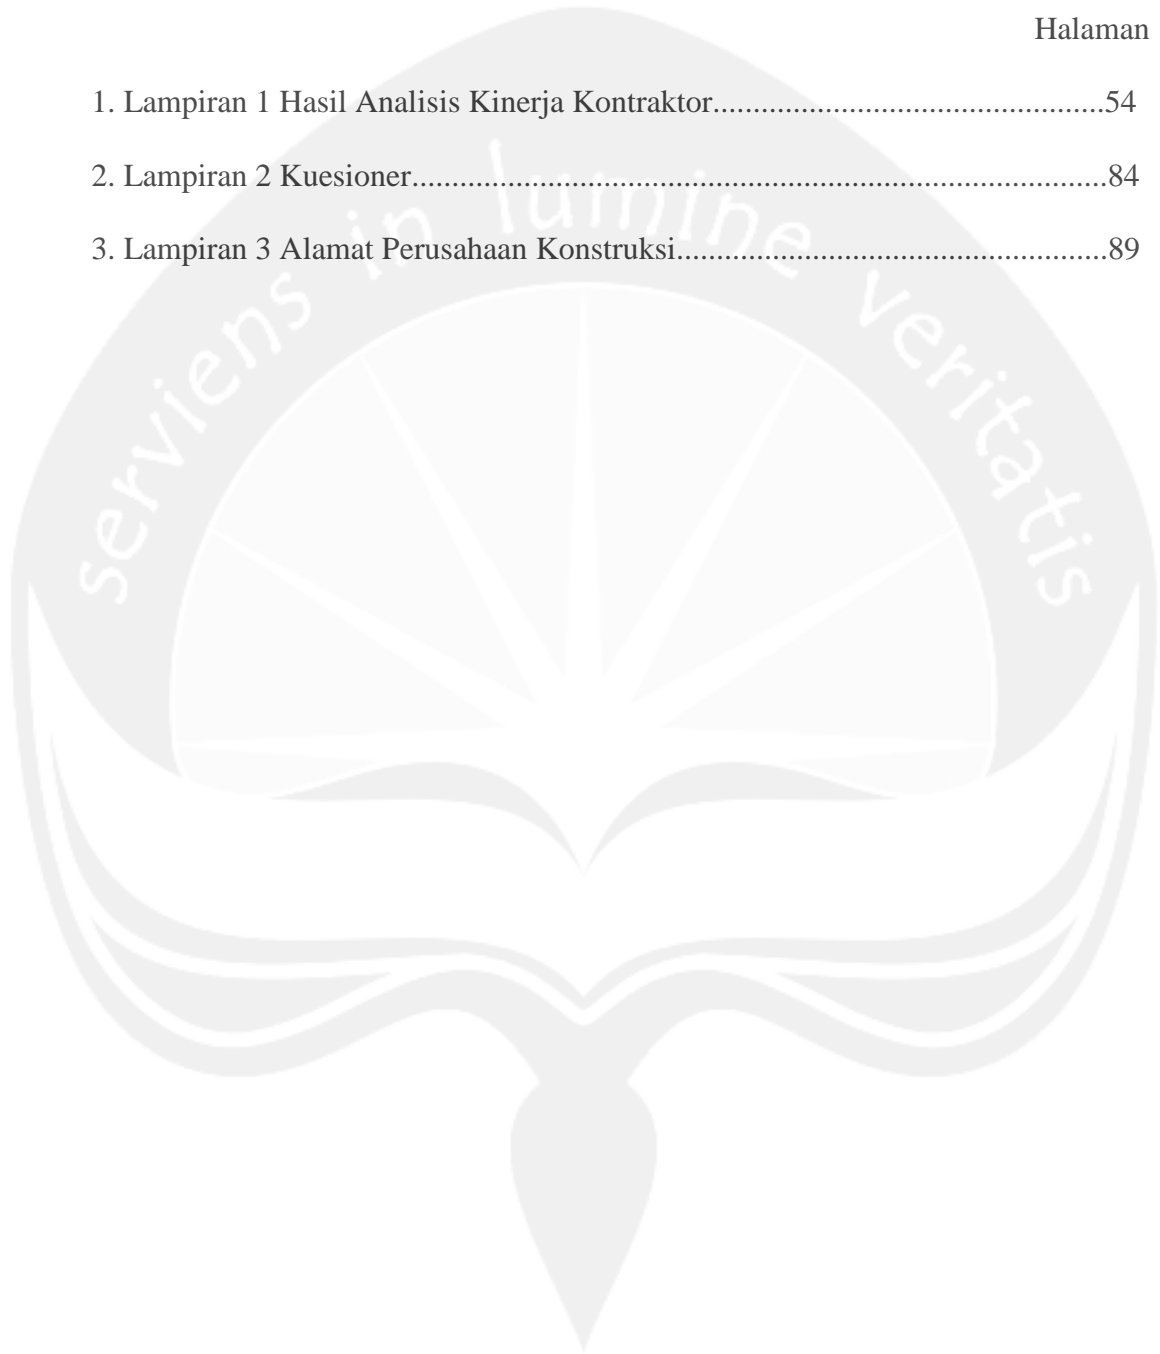 Halaman
1. Lampiran 1 Hasil Analisis Kinerja Kontraktor.................................................54
2. Lampiran 2 Kuesioner.......................................................................................84
3. Lampiran 3 Alamat Perusahaan Konstruksi......................................................89
serviens in lumine veritatis